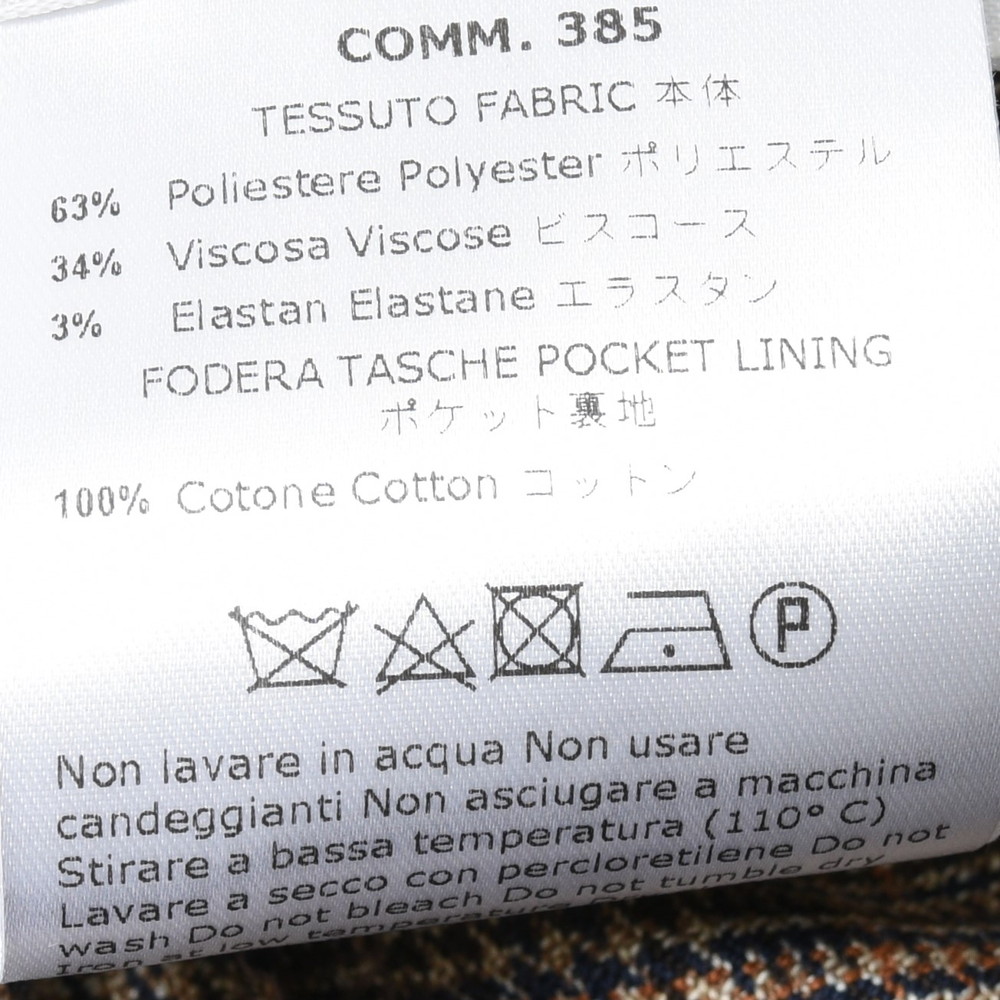 COMM. 385
TESSUTO FABRIC 本体
63% Poliestere Polyester ポリエステル
34% Viscosa Viscose ビスコース
3% Elastan Elastane エラスタン
FODERA TASCHE POCKET LINING
ポケット裏地
100% Cotone Cotton コットン
P
Non lavare in acqua Non usare
candeggianti Non asciugare a macchina
Stirare a bassa temperatura (110° C)
Lavare a secco con percloretilene Do not
wash Do not bleach Do not tumble dry
Iron at low temperature